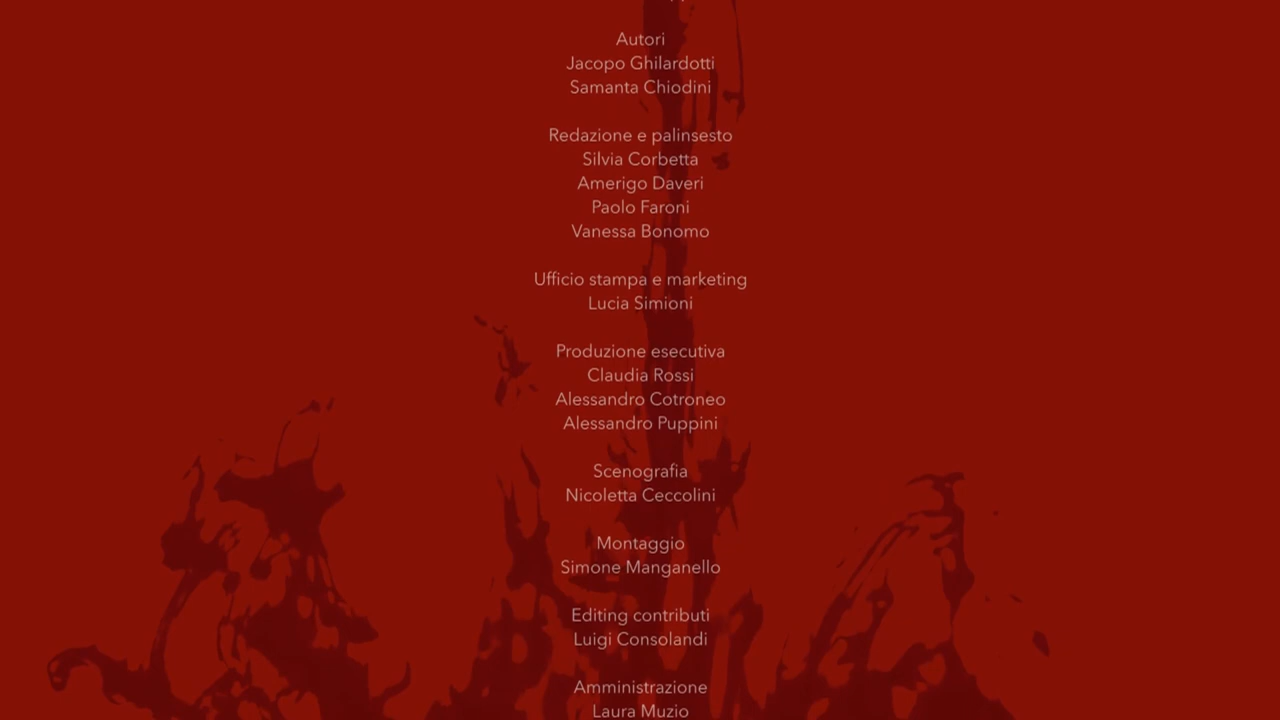 Autori
Jacopo Ghilardotti
Samanta Chiodini
Redazione e palinsesto
Silvia Corbetta
Amerigo Daveri
Paolo Faroni
Vanessa Bonomo
Ufficio stampa e marketing
Lucia Simioni
Produzione esecutiva
Claudia Rossi
Alessandro Cotroneo
Alessandro Puppini
Scenografia
Nicoletta Ceccolini
Montaggio
Simone Manganello
Editing contributi
Luigi Consolandi
Amministrazione
Laura Muzio